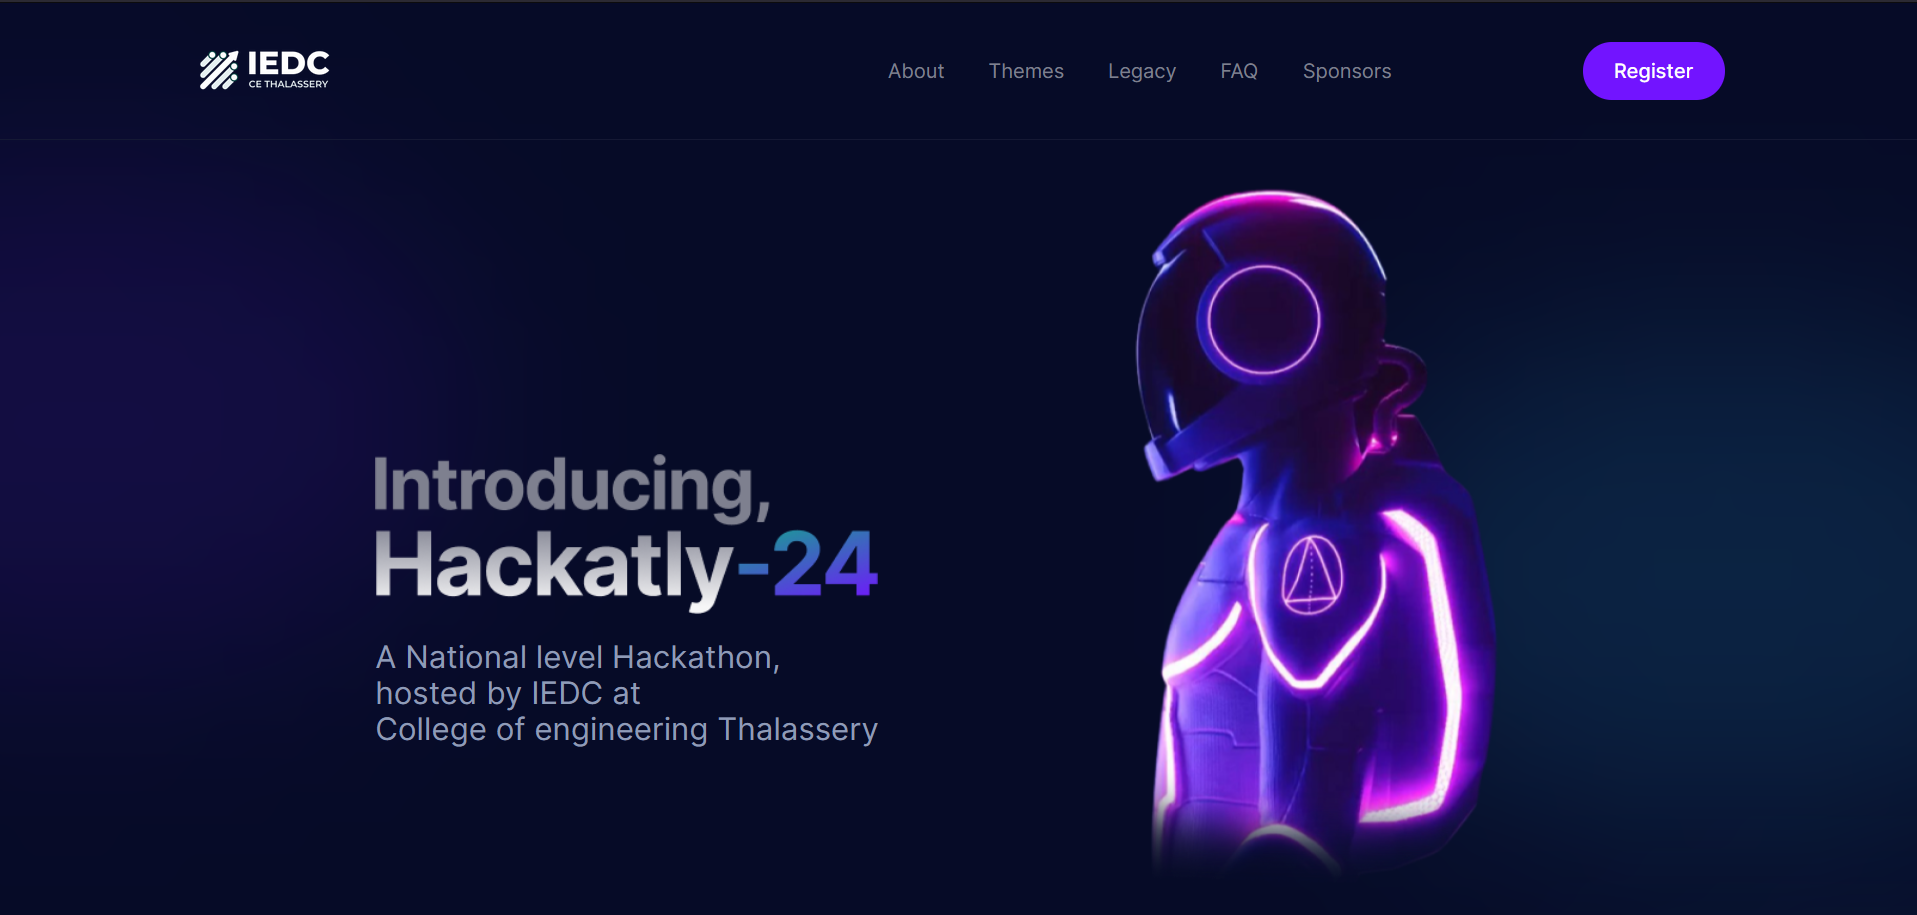 IEDC
CE THALASSERY
About Themes Legacy FAQ Sponsors
Register
Introducing,
Hackatly-24
A National level Hackathon,
hosted by IEDC at
College of engineering Thalassery